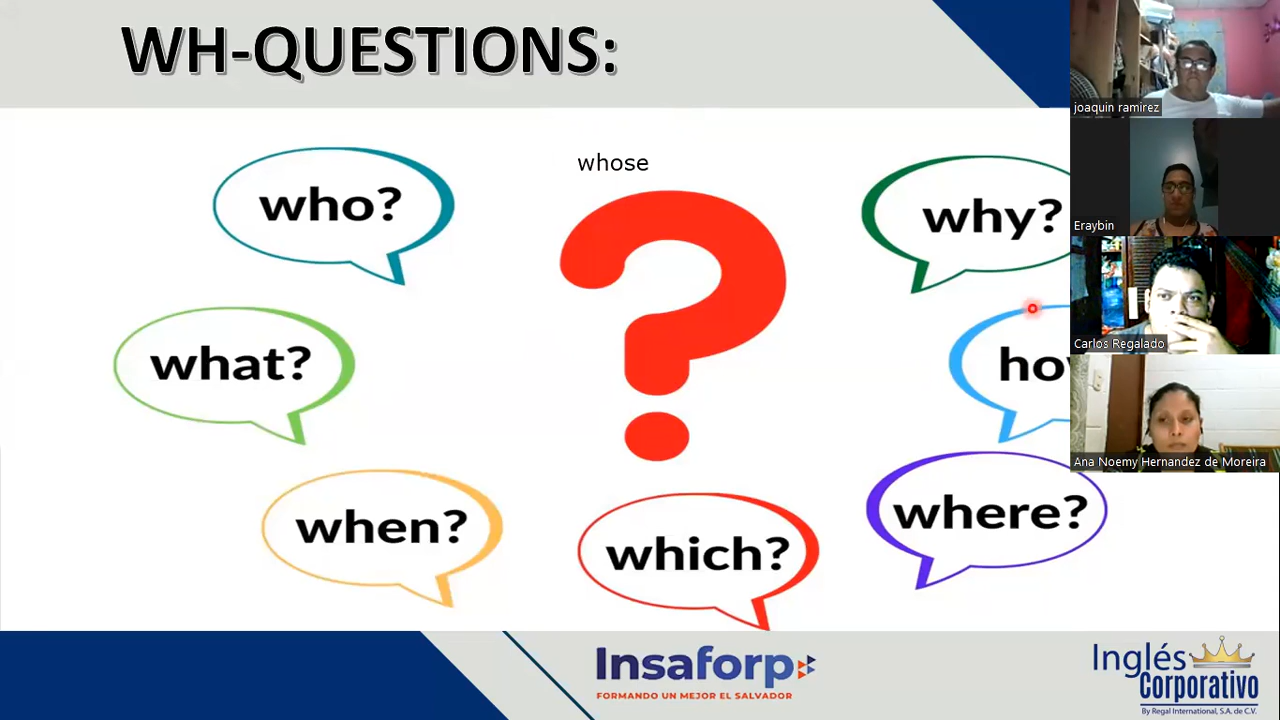 WH-QUESTIONS:
whose
who?
why?
what?
ho
when?
which?
where?
joaquin ramirez
Eraybin
Carlos Regalado
Ana Noemy Hernandez de Moreira
Insaforp
FORMANDO UN MEJOR EL SALVADOR
Inglés
Corporativo
By Regal International, S.A. de C.V.